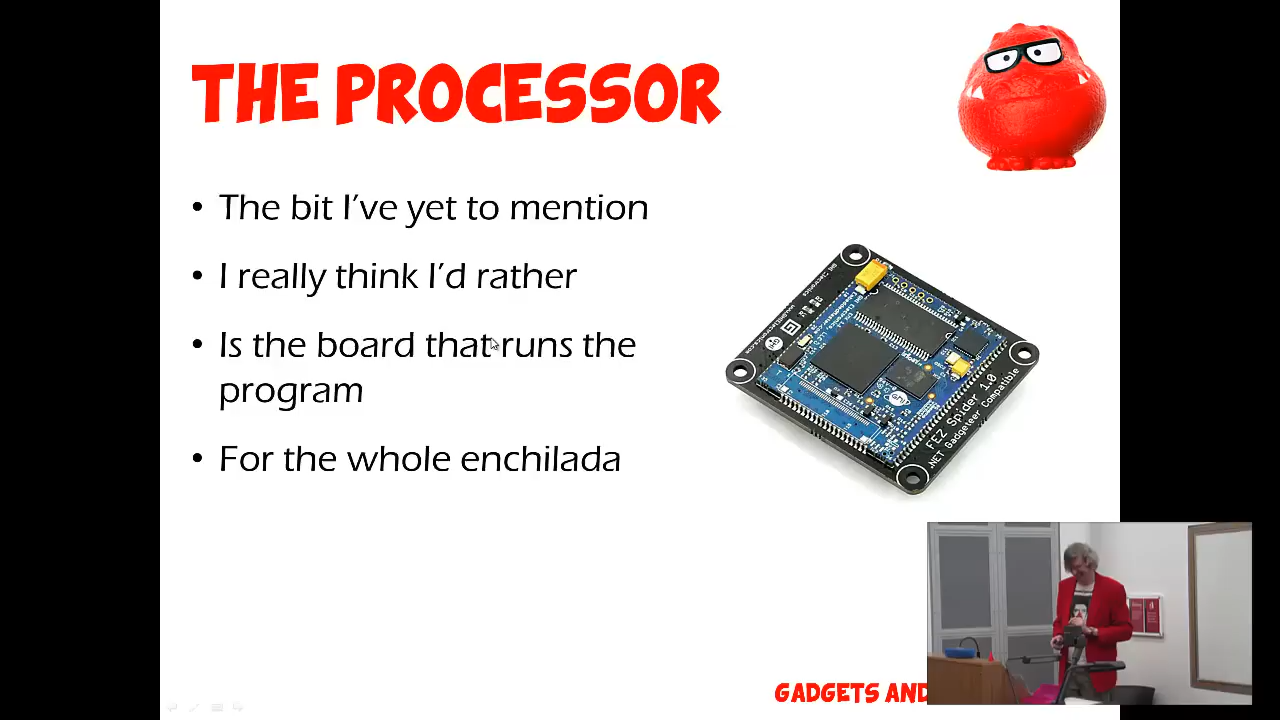 THE PROCESSOR
• The bit I've yet to mention
• I really think I'd rather
• Is the board that runs the
program
• For the whole enchilada
FEZ Spider 1.0
.NET Gadgeteer Compatible
GADGETS AND